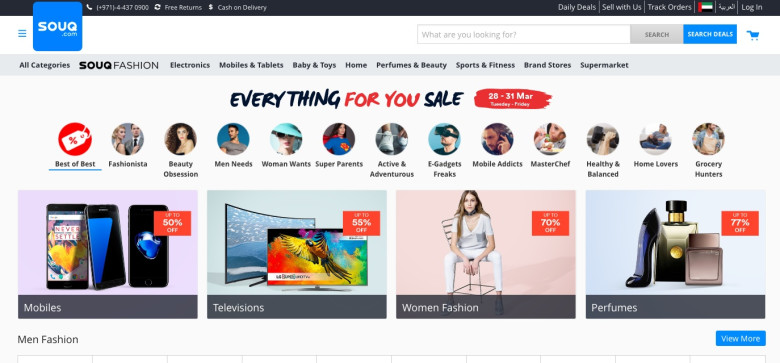 (+971)-4-437 0900 Free Returns $ Cash on Delivery Daily Deals Sell with Us Track Orders العربية Log In
SOUQ
.com
What are you looking for? SEARCH SEARCH DEALS
All Categories SOUQ FASHION Electronics Mobiles & Tablets Baby & Toys Home Perfumes & Beauty Sports & Fitness Brand Stores Supermarket
EVERYTHING FOR YOU SALE
28 - 31 Mar
Tuesday - Friday
Best of Best Fashionista Beauty Obsession Men Needs Woman Wants Super Parents Active & Adventurous E-Gadgets Freaks Mobile Addicts MasterChef Healthy & Balanced Home Lovers Grocery Hunters
UP TO
50%
OFF
NEVER
SETTLE
Mobiles
UP TO
55%
OFF
Televisions
UP TO
70%
OFF
Women Fashion
UP TO
77%
OFF
Perfumes
Men Fashion View More